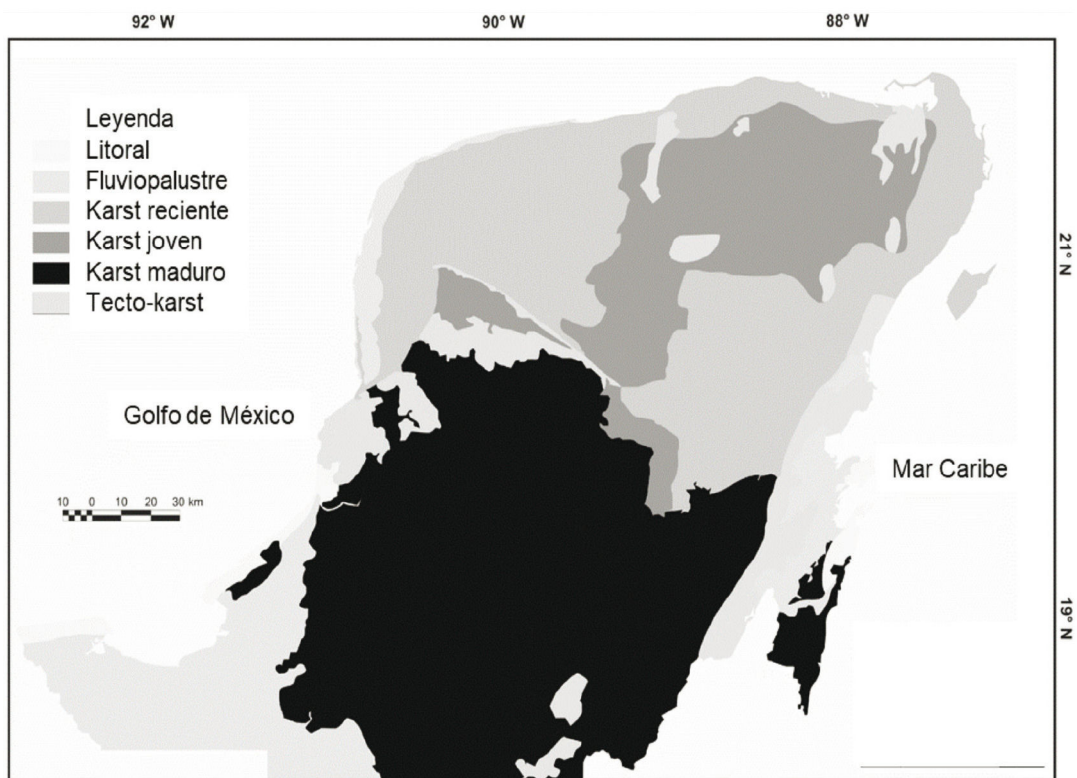 92° W 90° W 88° W
Leyenda
Litoral
Fluviopalustre
Karst reciente
Karst joven
Karst maduro
Tecto-karst
21° N
Golfo de México
Mar Caribe
10 0 10 20 30 km
19° N